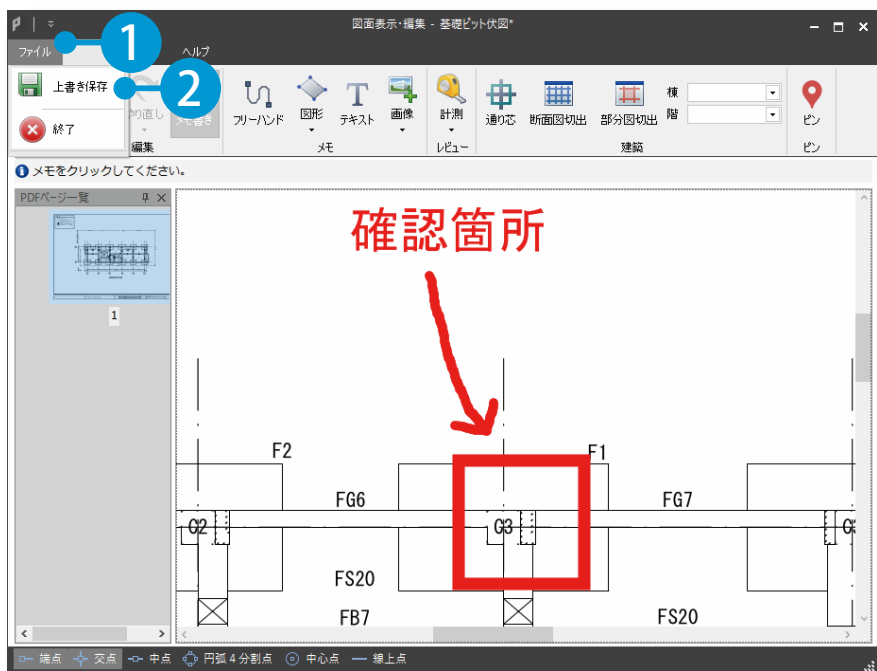 図面表示・編集 - 基礎ピット伏図*
ファイル 1 ヘルプ
上書き保存 2
終了
フリーハンド 図形 テキスト 画像 計測 通り芯 断面図切出 部分図切出 棟 階 ピン
編集 メモ レビュー 建築 ピン
メモをクリックしてください。
PDFページ一覧
1
確認箇所
F2 F1
FG6 FG7
C2 C3
FS20
FB7 FS20
端点 交点 中点 円弧4分割点 中心点 線上点